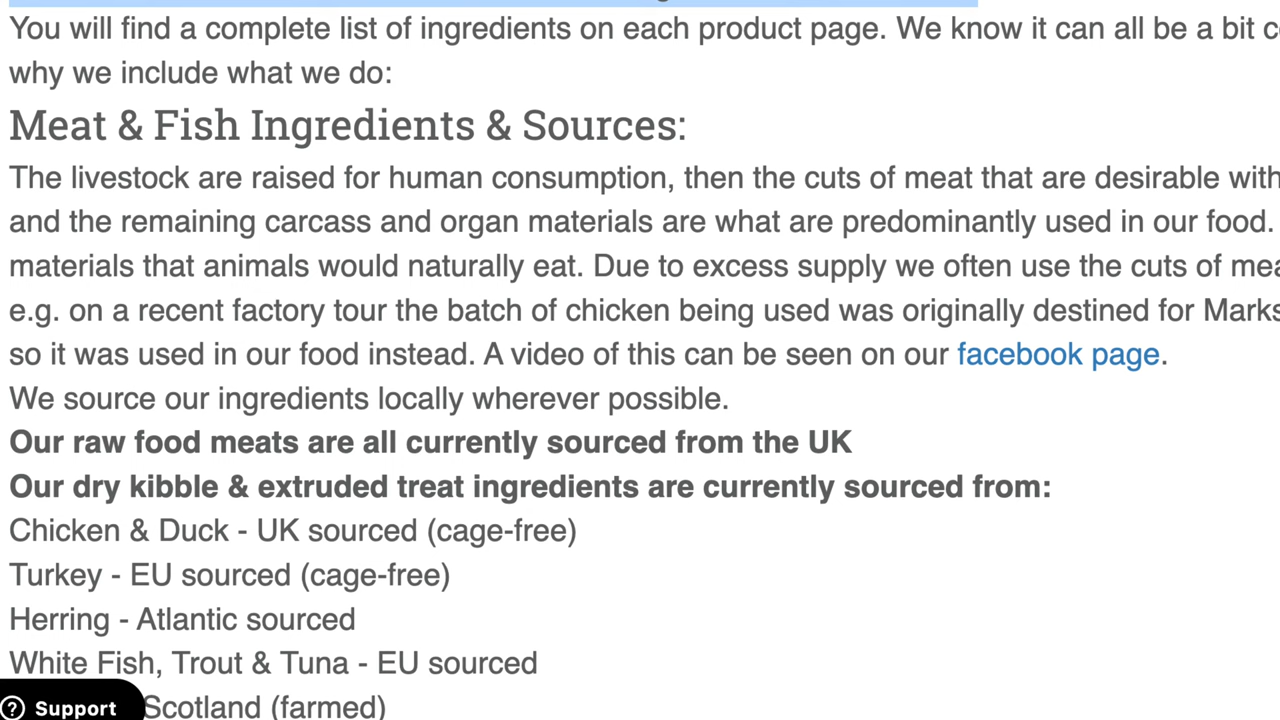 You will find a complete list of ingredients on each product page. We know it can all be a bit
why we include what we do:
Meat & Fish Ingredients & Sources:
The livestock are raised for human consumption, then the cuts of meat that are desirable with
and the remaining carcass and organ materials are what are predominantly used in our food.
materials that animals would naturally eat. Due to excess supply we often use the cuts of
e.g. on a recent factory tour the batch of chicken being used was originally destined for Marks
so it was used in our food instead. A video of this can be seen on our facebook page.
We source our ingredients locally wherever possible.
Our raw food meats are all currently sourced from the UK
Our dry kibble & extruded treat ingredients are currently sourced from:
Chicken & Duck - UK sourced (cage-free)
Turkey - EU sourced (cage-free)
Herring - Atlantic sourced
White Fish, Trout & Tuna - EU sourced
Scotland (farmed)
Support